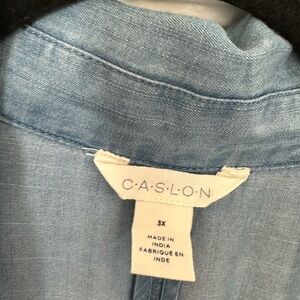 C·A·S·L·O·N
3X
MADE IN
INDIA
FABRIQUÉ EN
INDE